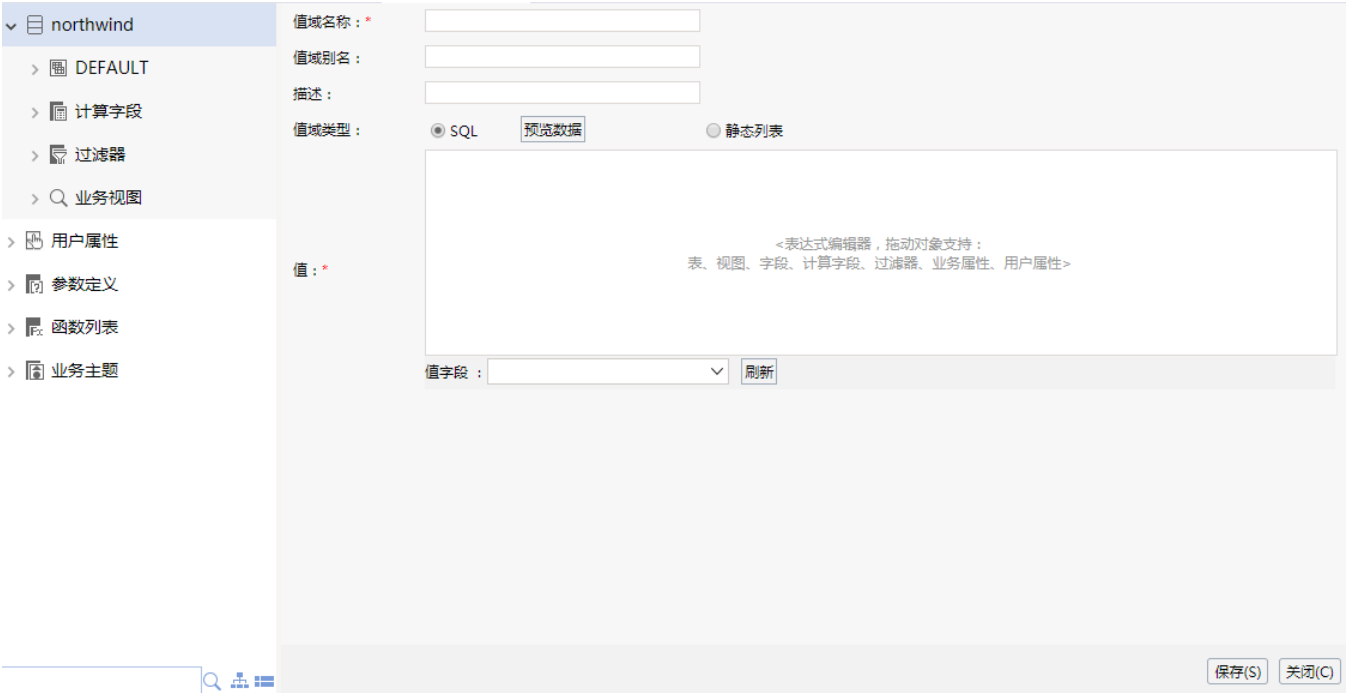 northwind
DEFAULT
计算字段
过滤器
业务视图
用户属性
参数定义
函数列表
业务主题
值域名称：*
值域别名：
描述：
值域类型： SQL 预览数据 静态列表
值：*
<表达式编辑器，拖动对象支持：
表、视图、字段、计算字段、过滤器、业务属性、用户属性>
值字段 ： 刷新
保存(S) 关闭(C)